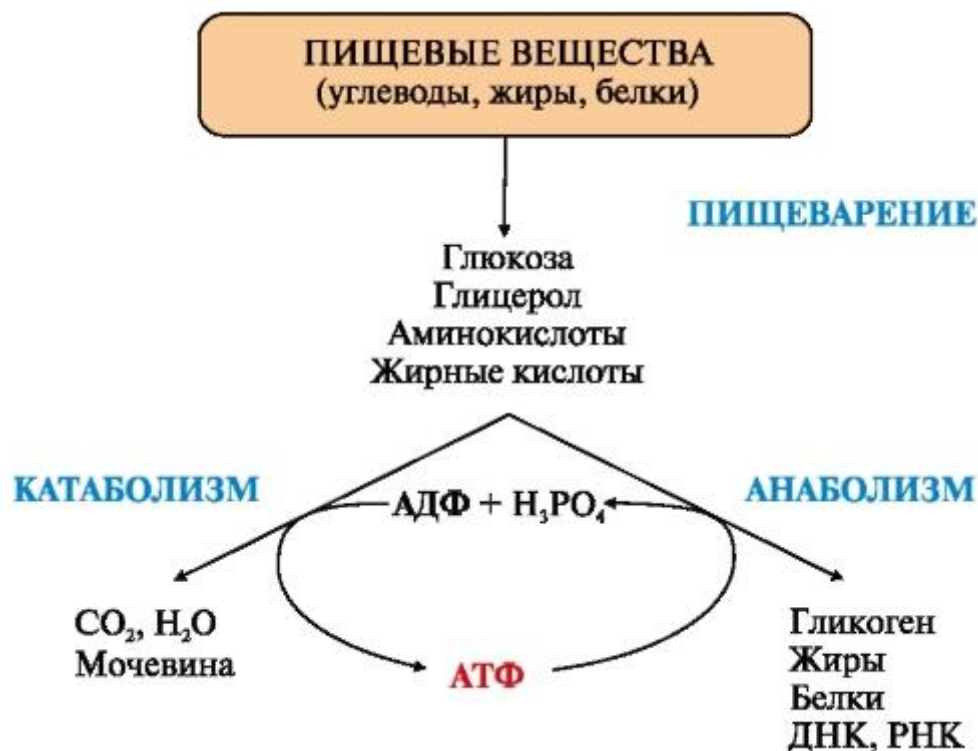 ПИЩЕВЫЕ ВЕЩЕСТВА
(углеводы, жиры, белки)
ПИЩЕВАРЕНИЕ
Глюкоза
Глицерол
Аминокислоты
Жирные кислоты
КАТАБОЛИЗМ
АДФ + H₃PO₄
АНАБОЛИЗМ
CO₂, H₂O
Мочевина
АТФ
Гликоген
Жиры
Белки
ДНК, РНК